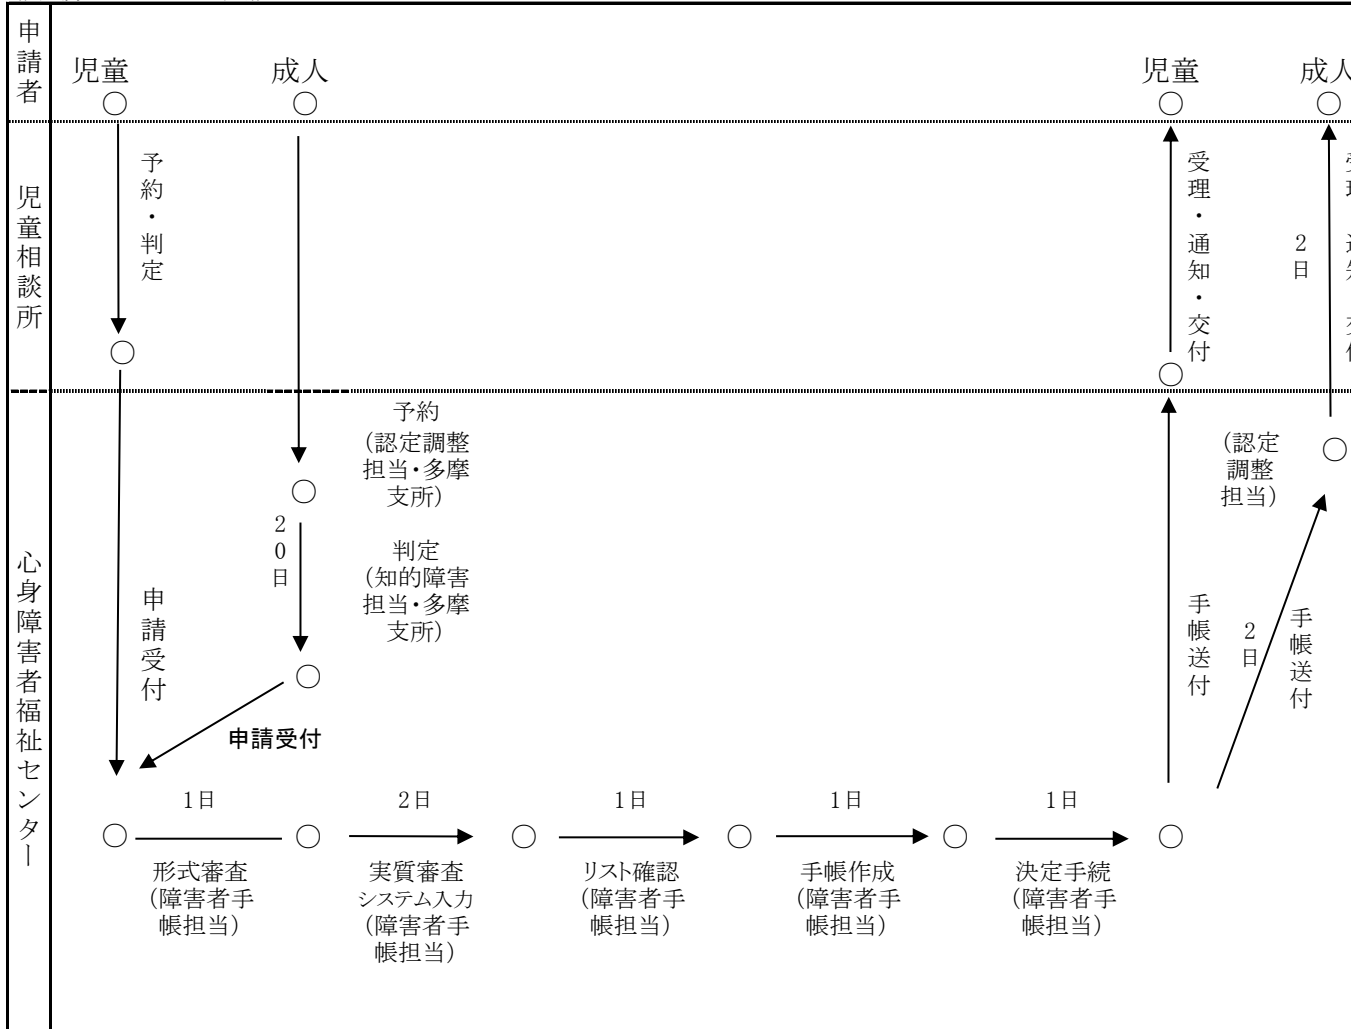 申請者
児童
成人
児童
成人
児童相談所
予約・判定
受理・通知・交付
2日
心身障害者福祉センター
予約
(認定調整
担当・多摩
支所)
20日
判定
(知的障害
担当・多摩
支所)
申請受付
申請受付
(認定
調整
担当)
手帳送付
2日
手帳送付
1日
2日
1日
1日
1日
形式審査
(障害者手
帳担当)
実質審査
システム入力
(障害者手
帳担当)
リスト確認
(障害者手
帳担当)
手帳作成
(障害者手
帳担当)
決定手続
(障害者手
帳担当)